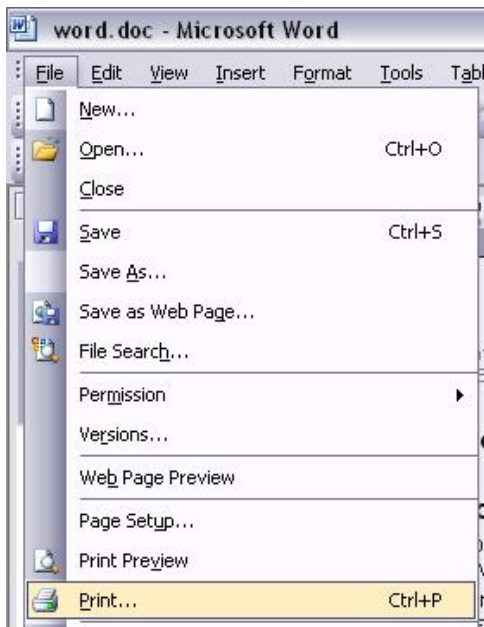 word.doc - Microsoft Word
File Edit View Insert Format Tools
New...
Open... Ctrl+O
Close
Save Ctrl+S
Save As...
Save as Web Page...
File Search...
Permission
Versions...
Web Page Preview
Page Setup...
Print Preview
Print... Ctrl+P